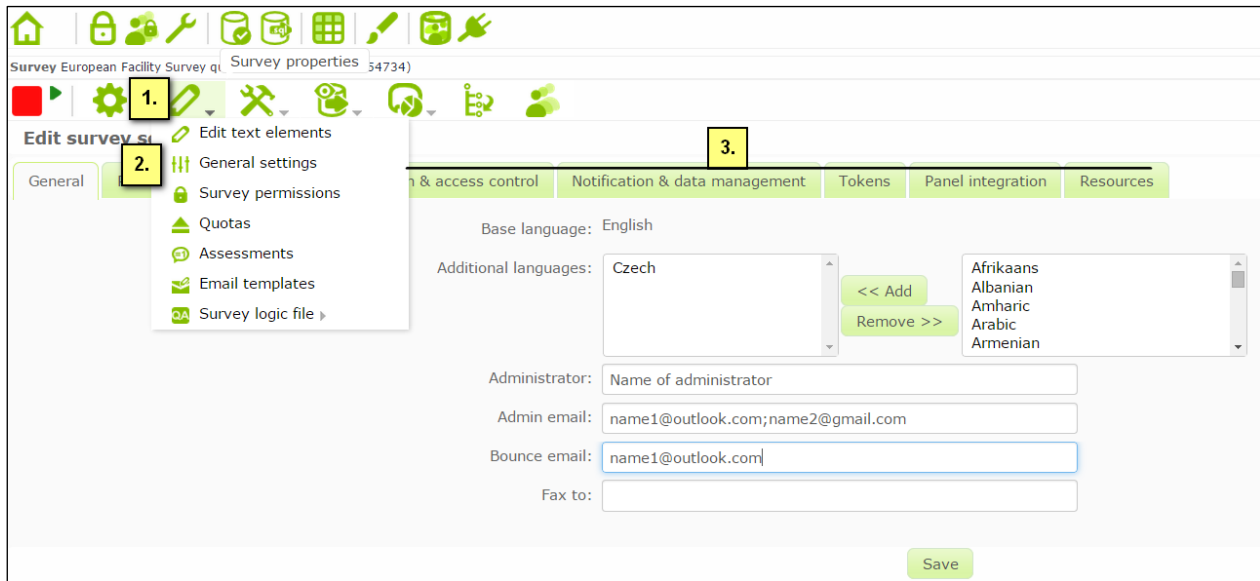 Survey properties
Survey European Facility Survey qu 54734)
1.
Edit survey s
Edit text elements
2.
General settings
3.
Survey permissions
Quotas
Assessments
Email templates
Survey logic file
General
& access control
Notification & data management
Tokens
Panel integration
Resources
Base language: English
Additional languages:
Czech
<< Add
Remove >>
Afrikaans
Albanian
Amharic
Arabic
Armenian
Administrator: Name of administrator
Admin email: name1@outlook.com;name2@gmail.com
Bounce email: name1@outlook.com
Fax to:
Save